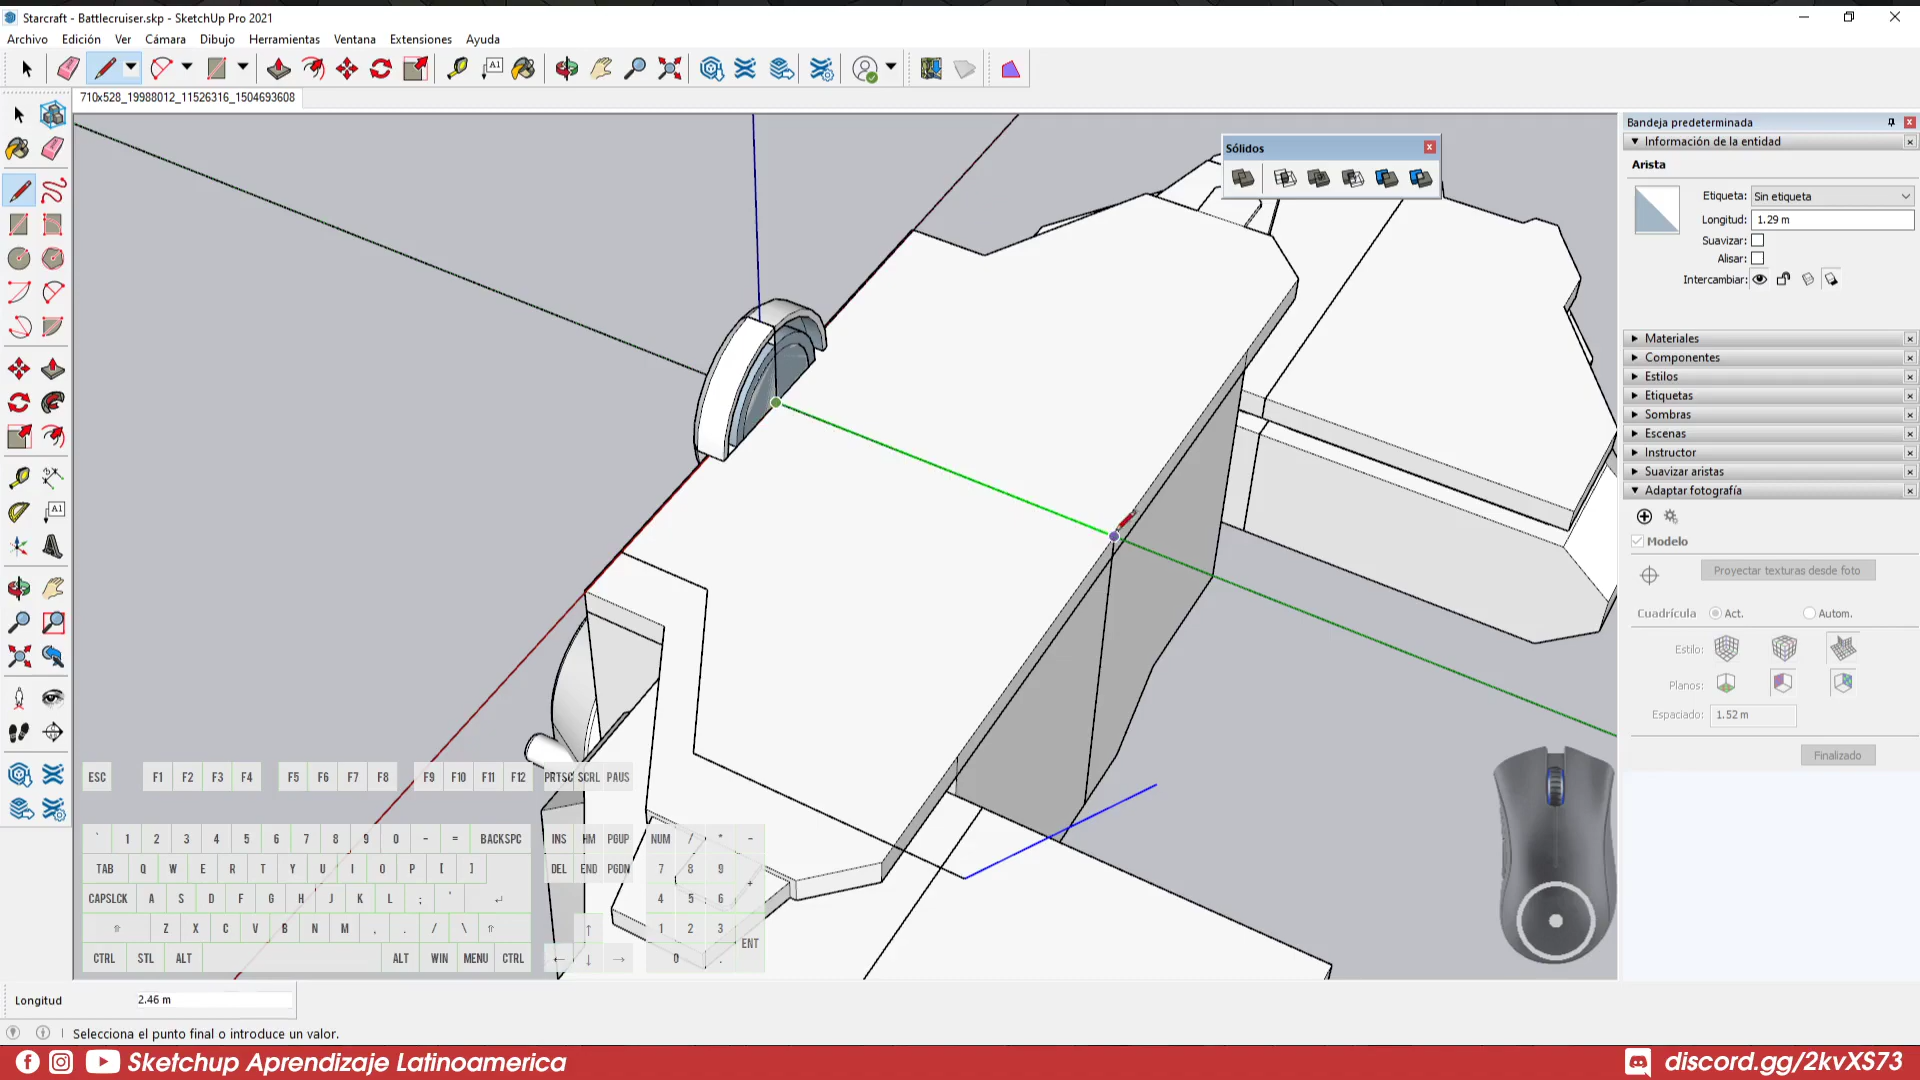 Starcraft - Battlecruiser.skp - SketchUp Pro 2021
Archivo Edición Ver Cámara Dibujo Herramientas Ventana Extensiones Ayuda
710x528_19988012_11526316_1504693608
Sólidos
Bandeja predeterminada
Información de la entidad
Arista
Etiqueta: Sin etiqueta
Longitud: 1.29 m
Suavizar:
Alisar:
Intercambiar:
Materiales
Componentes
Estilos
Etiquetas
Sombras
Escenas
Instructor
Suavizar aristas
Adaptar fotografía
Modelo
Proyectar texturas desde foto
Cuadrícula Act. Autom.
Estilo:
Planos:
Espaciado: 1.52 m
Finalizado
ESC F1 F2 F3 F4 F5 F6 F7 F8 F9 F10 F11 F12 PRTSC SCRL PAUS
` 1 2 3 4 5 6 7 8 9 0 - = BACKSPC INS HM PGUP NUM / * -
TAB Q W E R T Y U I O P [ ] DEL END PGDN 7 8 9 +
CAPSLCK A S D F G H J K L ; ' ↵ 4 5 6
⇧ Z X C V B N M , . / \ ⇧ ↑ 1 2 3 ENT
CTRL STL ALT ALT WIN MENU CTRL ← ↓ → 0 .
Longitud 2.46 m
Selecciona el punto final o introduce un valor.
Sketchup Aprendizaje Latinoamerica
discord.gg/2kvXS73